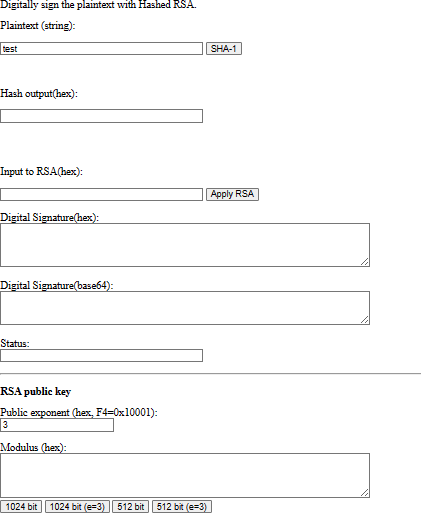 Digitally sign the plaintext with Hashed RSA.
Plaintext (string):
test SHA-1
Hash output(hex):
Input to RSA(hex):
Apply RSA
Digital Signature(hex):
Digital Signature(base64):
Status:
RSA public key
Public exponent (hex, F4=0x10001):
3
Modulus (hex):
1024 bit 1024 bit (e=3) 512 bit 512 bit (e=3)